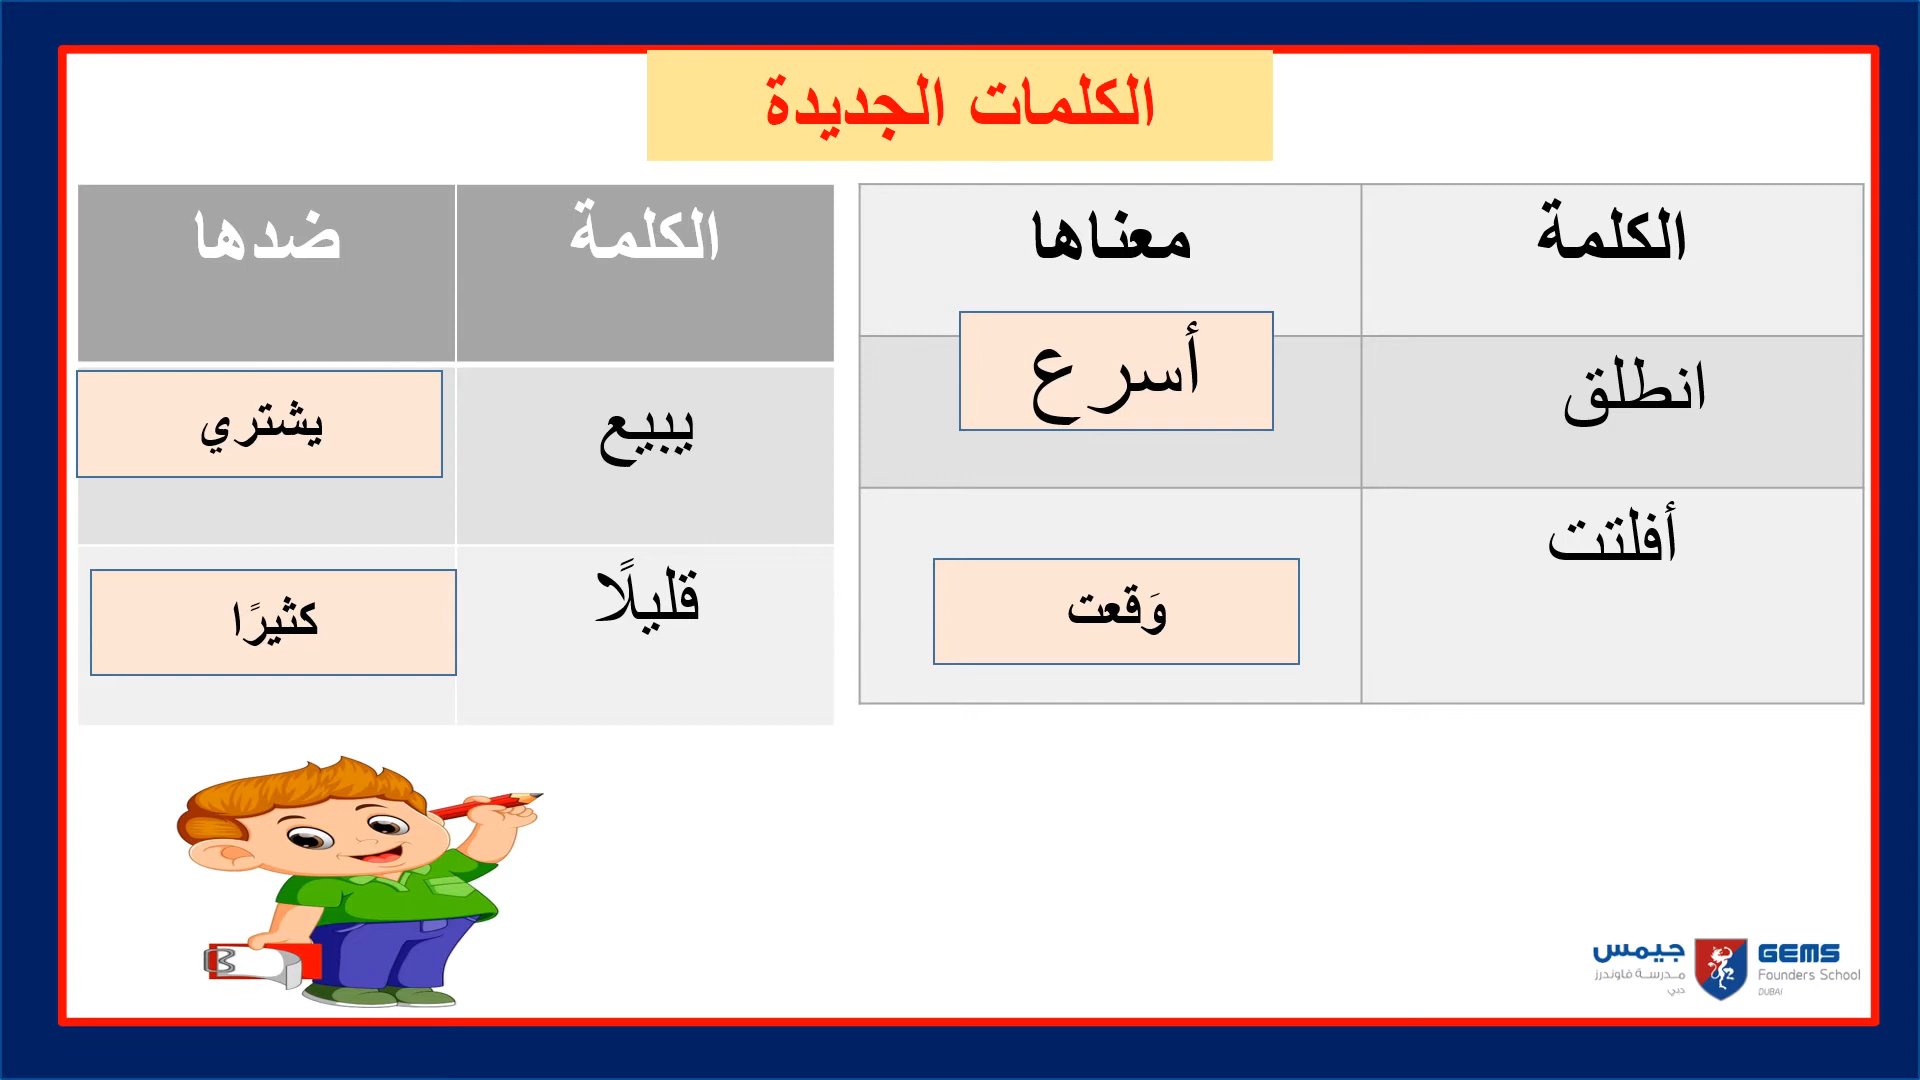 الكلمات الجديدة
الكلمة معناها
انطلق أسرع
أفلتت وَقعت
الكلمة ضدها
يبيع يشتري
قليلًا كثيرًا
جيمس
مدرسة فاوندرز
دبي
GEMS
Founders School
DUBAI